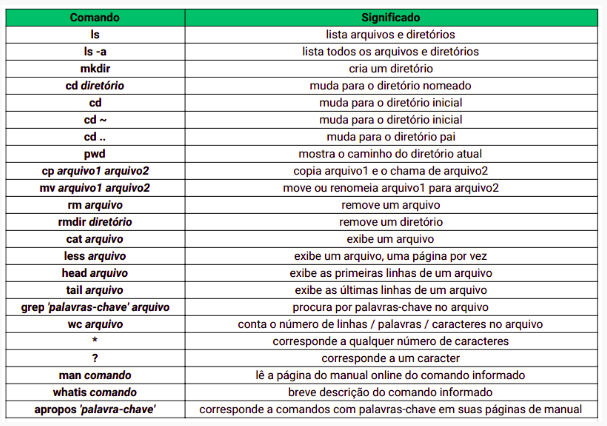 Comando Significado
ls lista arquivos e diretórios
ls -a lista todos os arquivos e diretórios
mkdir cria um diretório
cd diretório muda para o diretório nomeado
cd muda para o diretório inicial
cd ~ muda para o diretório inicial
cd .. muda para o diretório pai
pwd mostra o caminho do diretório atual
cp arquivo1 arquivo2 copia arquivo1 e o chama de arquivo2
mv arquivo1 arquivo2 move ou renomeia arquivo1 para arquivo2
rm arquivo remove um arquivo
rmdir diretório remove um diretório
cat arquivo exibe um arquivo
less arquivo exibe um arquivo, uma página por vez
head arquivo exibe as primeiras linhas de um arquivo
tail arquivo exibe as últimas linhas de um arquivo
grep 'palavras-chave' arquivo procura por palavras-chave no arquivo
wc arquivo conta o número de linhas / palavras / caracteres no arquivo
* corresponde a qualquer número de caracteres
? corresponde a um caracter
man comando lê a página do manual online do comando informado
whatis comando breve descrição do comando informado
apropos 'palavra-chave' corresponde a comandos com palavras-chave em suas páginas de manual